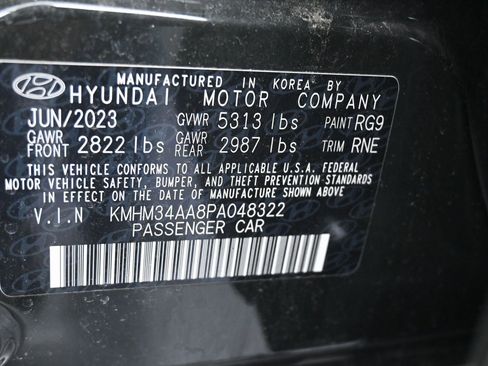 MANUFACTURED IN KOREA BY
HYUNDAI MOTOR COMPANY
JUN/2023 GVWR 5313 lbs PAINT RG9
GAWR FRONT 2822 lbs GAWR REAR 2987 lbs TRIM RNE
THIS VEHICLE CONFORMS TO ALL APPLICABLE U.S.A. FEDERAL
MOTOR VEHICLE SAFETY, BUMPER, AND THEFT PREVENTION STANDARDS
IN EFFECT ON THE DATE OF MANUFACTURE SHOWN ABOVE.
V.I.N KMHM34AA8PA048322
PASSENGER CAR